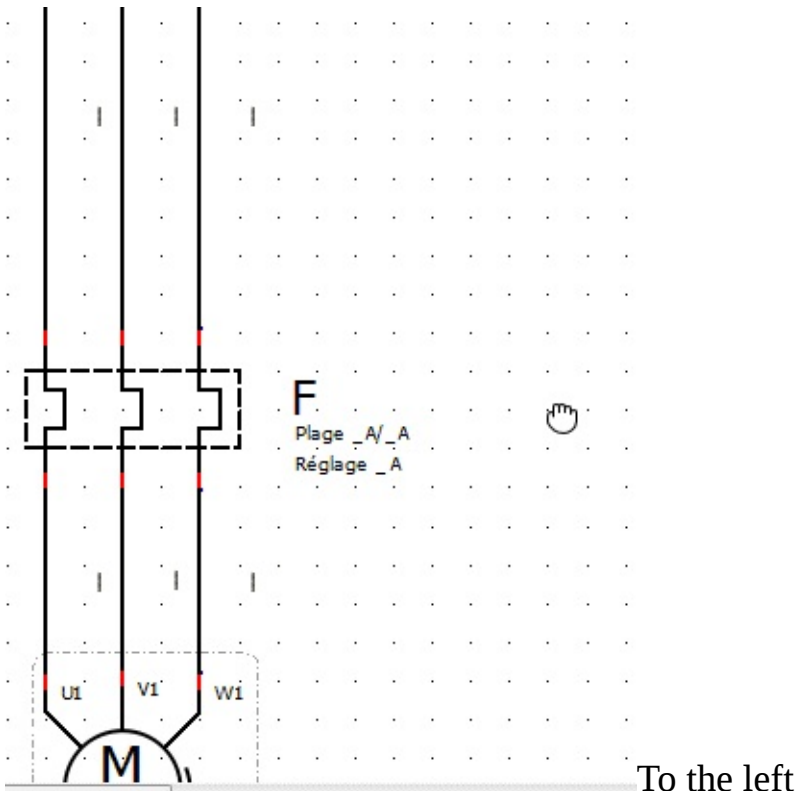 F
Plage _A/_A
Réglage _A
U1 V1 W1
M
To the left